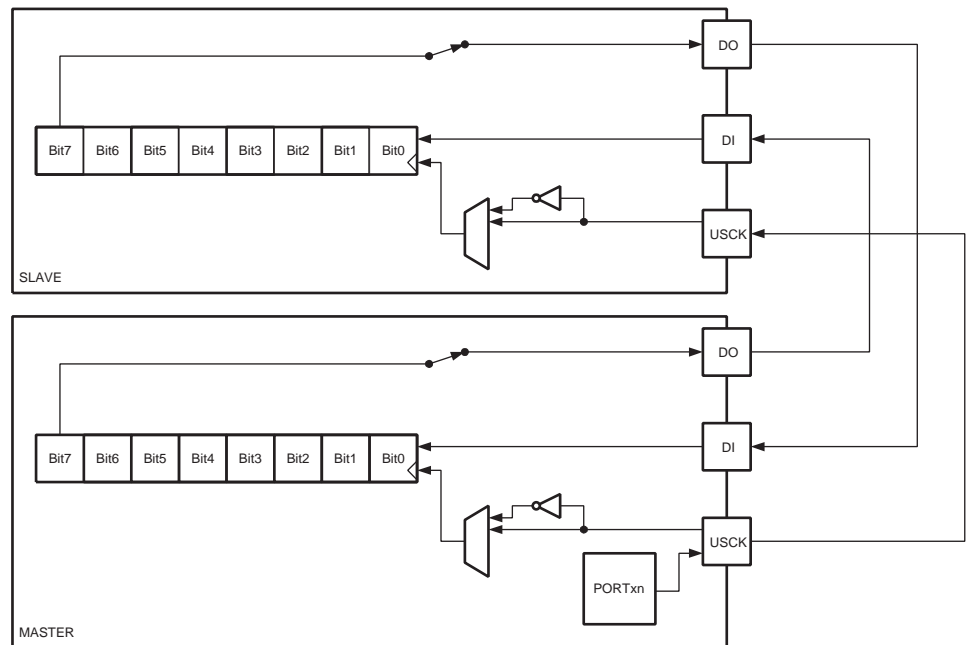 DO
Bit7 Bit6 Bit5 Bit4 Bit3 Bit2 Bit1 Bit0
DI
USCK
SLAVE
DO
Bit7 Bit6 Bit5 Bit4 Bit3 Bit2 Bit1 Bit0
DI
USCK
PORTxn
MASTER